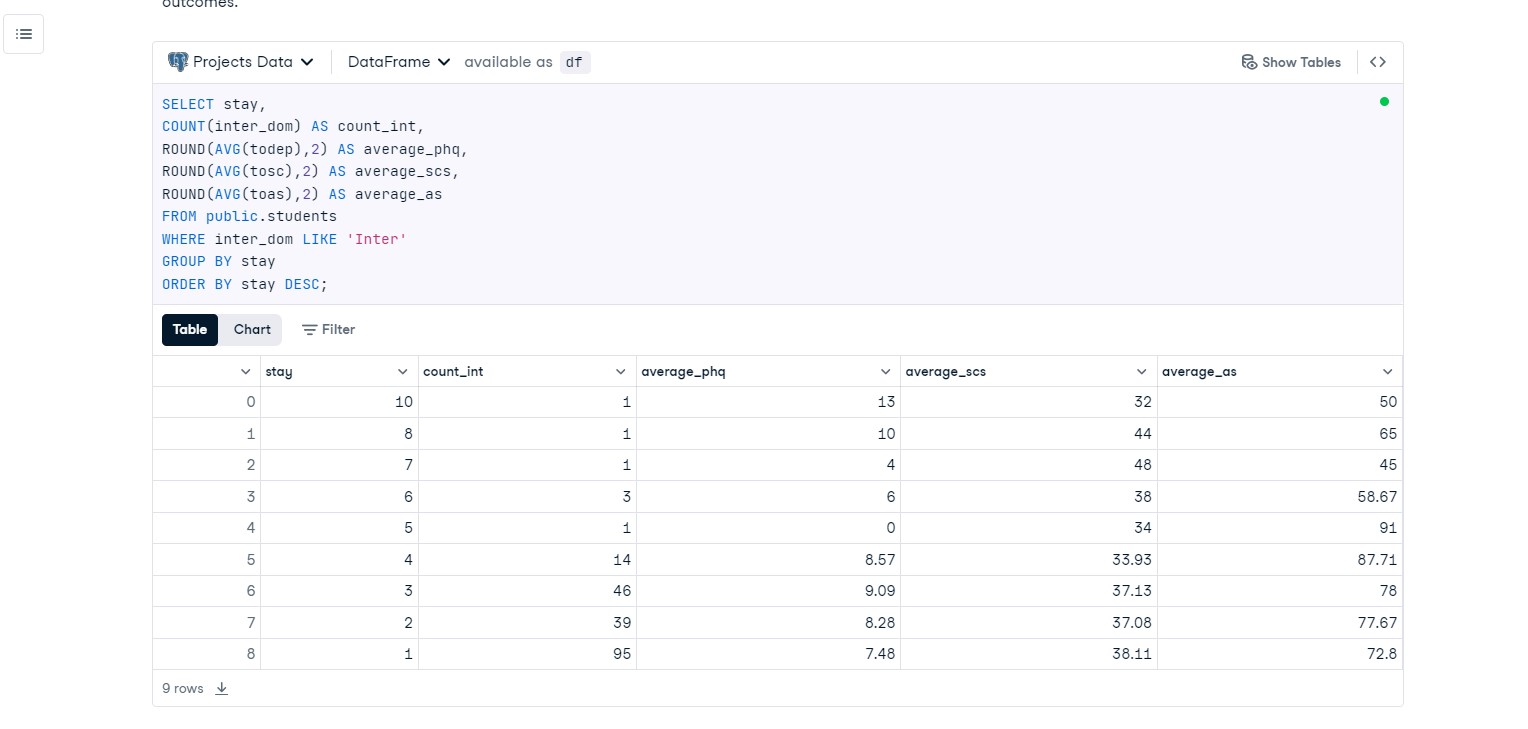 outcomes.
Projects Data DataFrame available as df Show Tables
SELECT stay,
COUNT(inter_dom) AS count_int,
ROUND(AVG(todep),2) AS average_phq,
ROUND(AVG(tosc),2) AS average_scs,
ROUND(AVG(toas),2) AS average_as
FROM public.students
WHERE inter_dom LIKE 'Inter'
GROUP BY stay
ORDER BY stay DESC;
Table Chart Filter
stay count_int average_phq average_scs average_as
0 10 1 13 32 50
1 8 1 10 44 65
2 7 1 4 48 45
3 6 3 6 38 58.67
4 5 1 0 34 91
5 4 14 8.57 33.93 87.71
6 3 46 9.09 37.13 78
7 2 39 8.28 37.08 77.67
8 1 95 7.48 38.11 72.8
9 rows